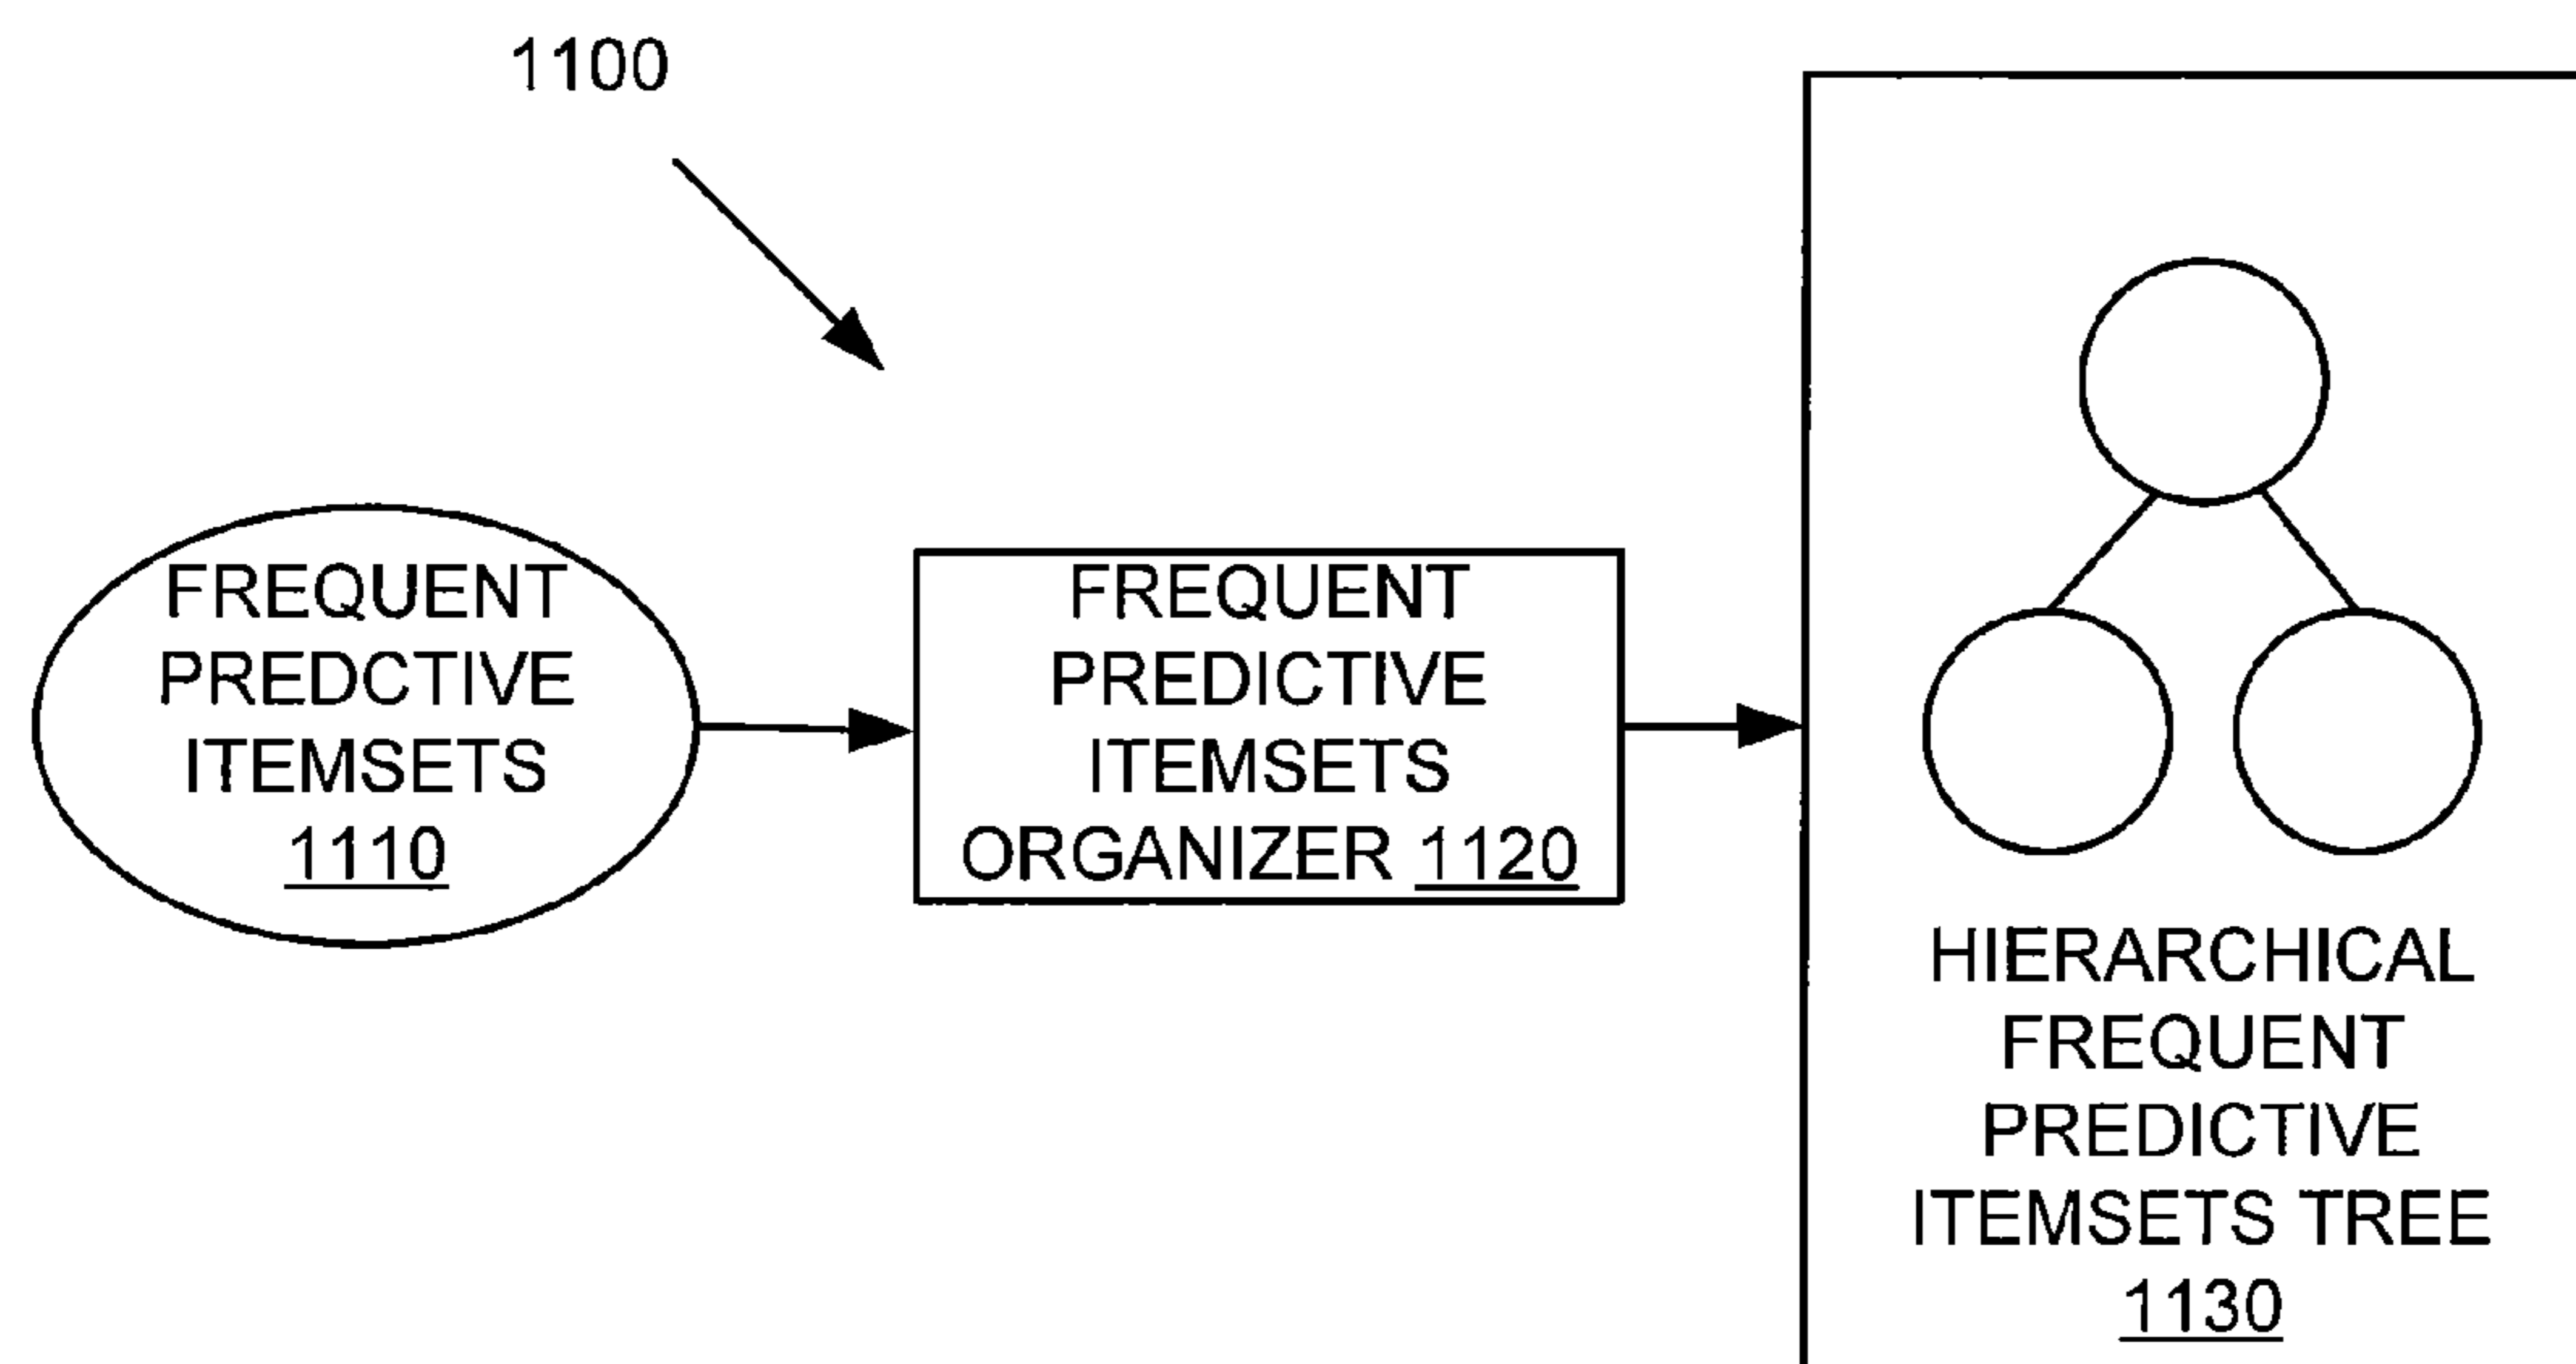 1100
FREQUENT
PREDCTIVE
ITEMSETS
1110
FREQUENT
PREDICTIVE
ITEMSETS
ORGANIZER 1120
HIERARCHICAL
FREQUENT
PREDICTIVE
ITEMSETS TREE
1130